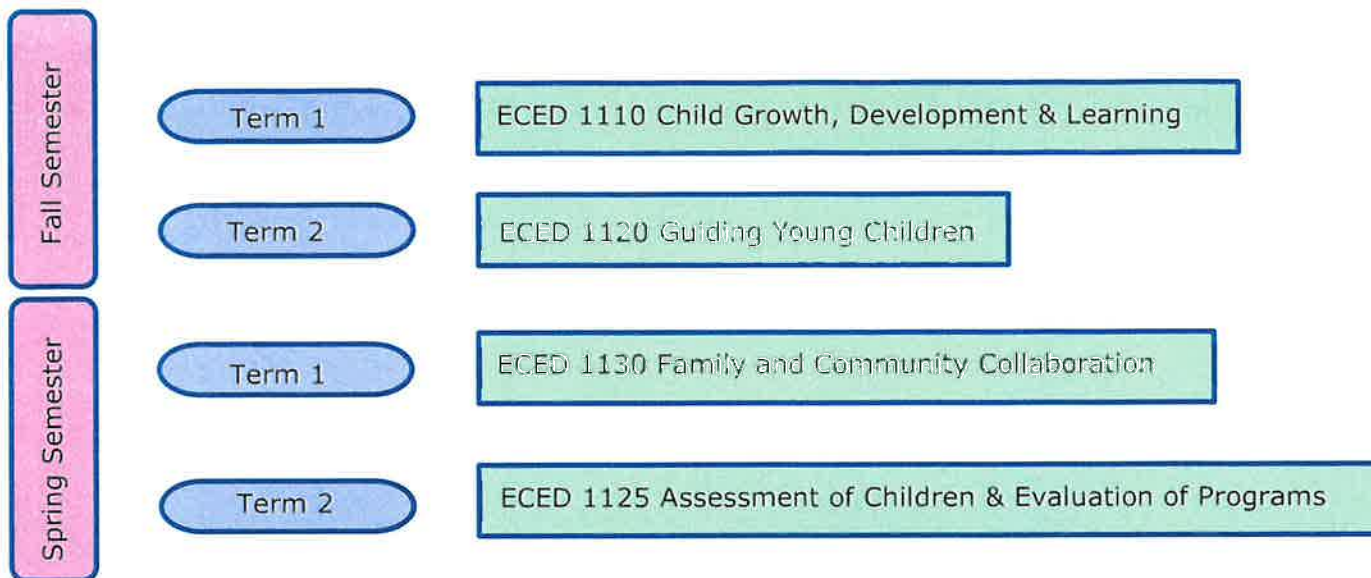 Fall Semester
Term 1
ECED 1110 Child Growth, Development & Learning
Term 2
ECED 1120 Guiding Young Children
Spring Semester
Term 1
ECED 1130 Family and Community Collaboration
Term 2
ECED 1125 Assessment of Children & Evaluation of Programs